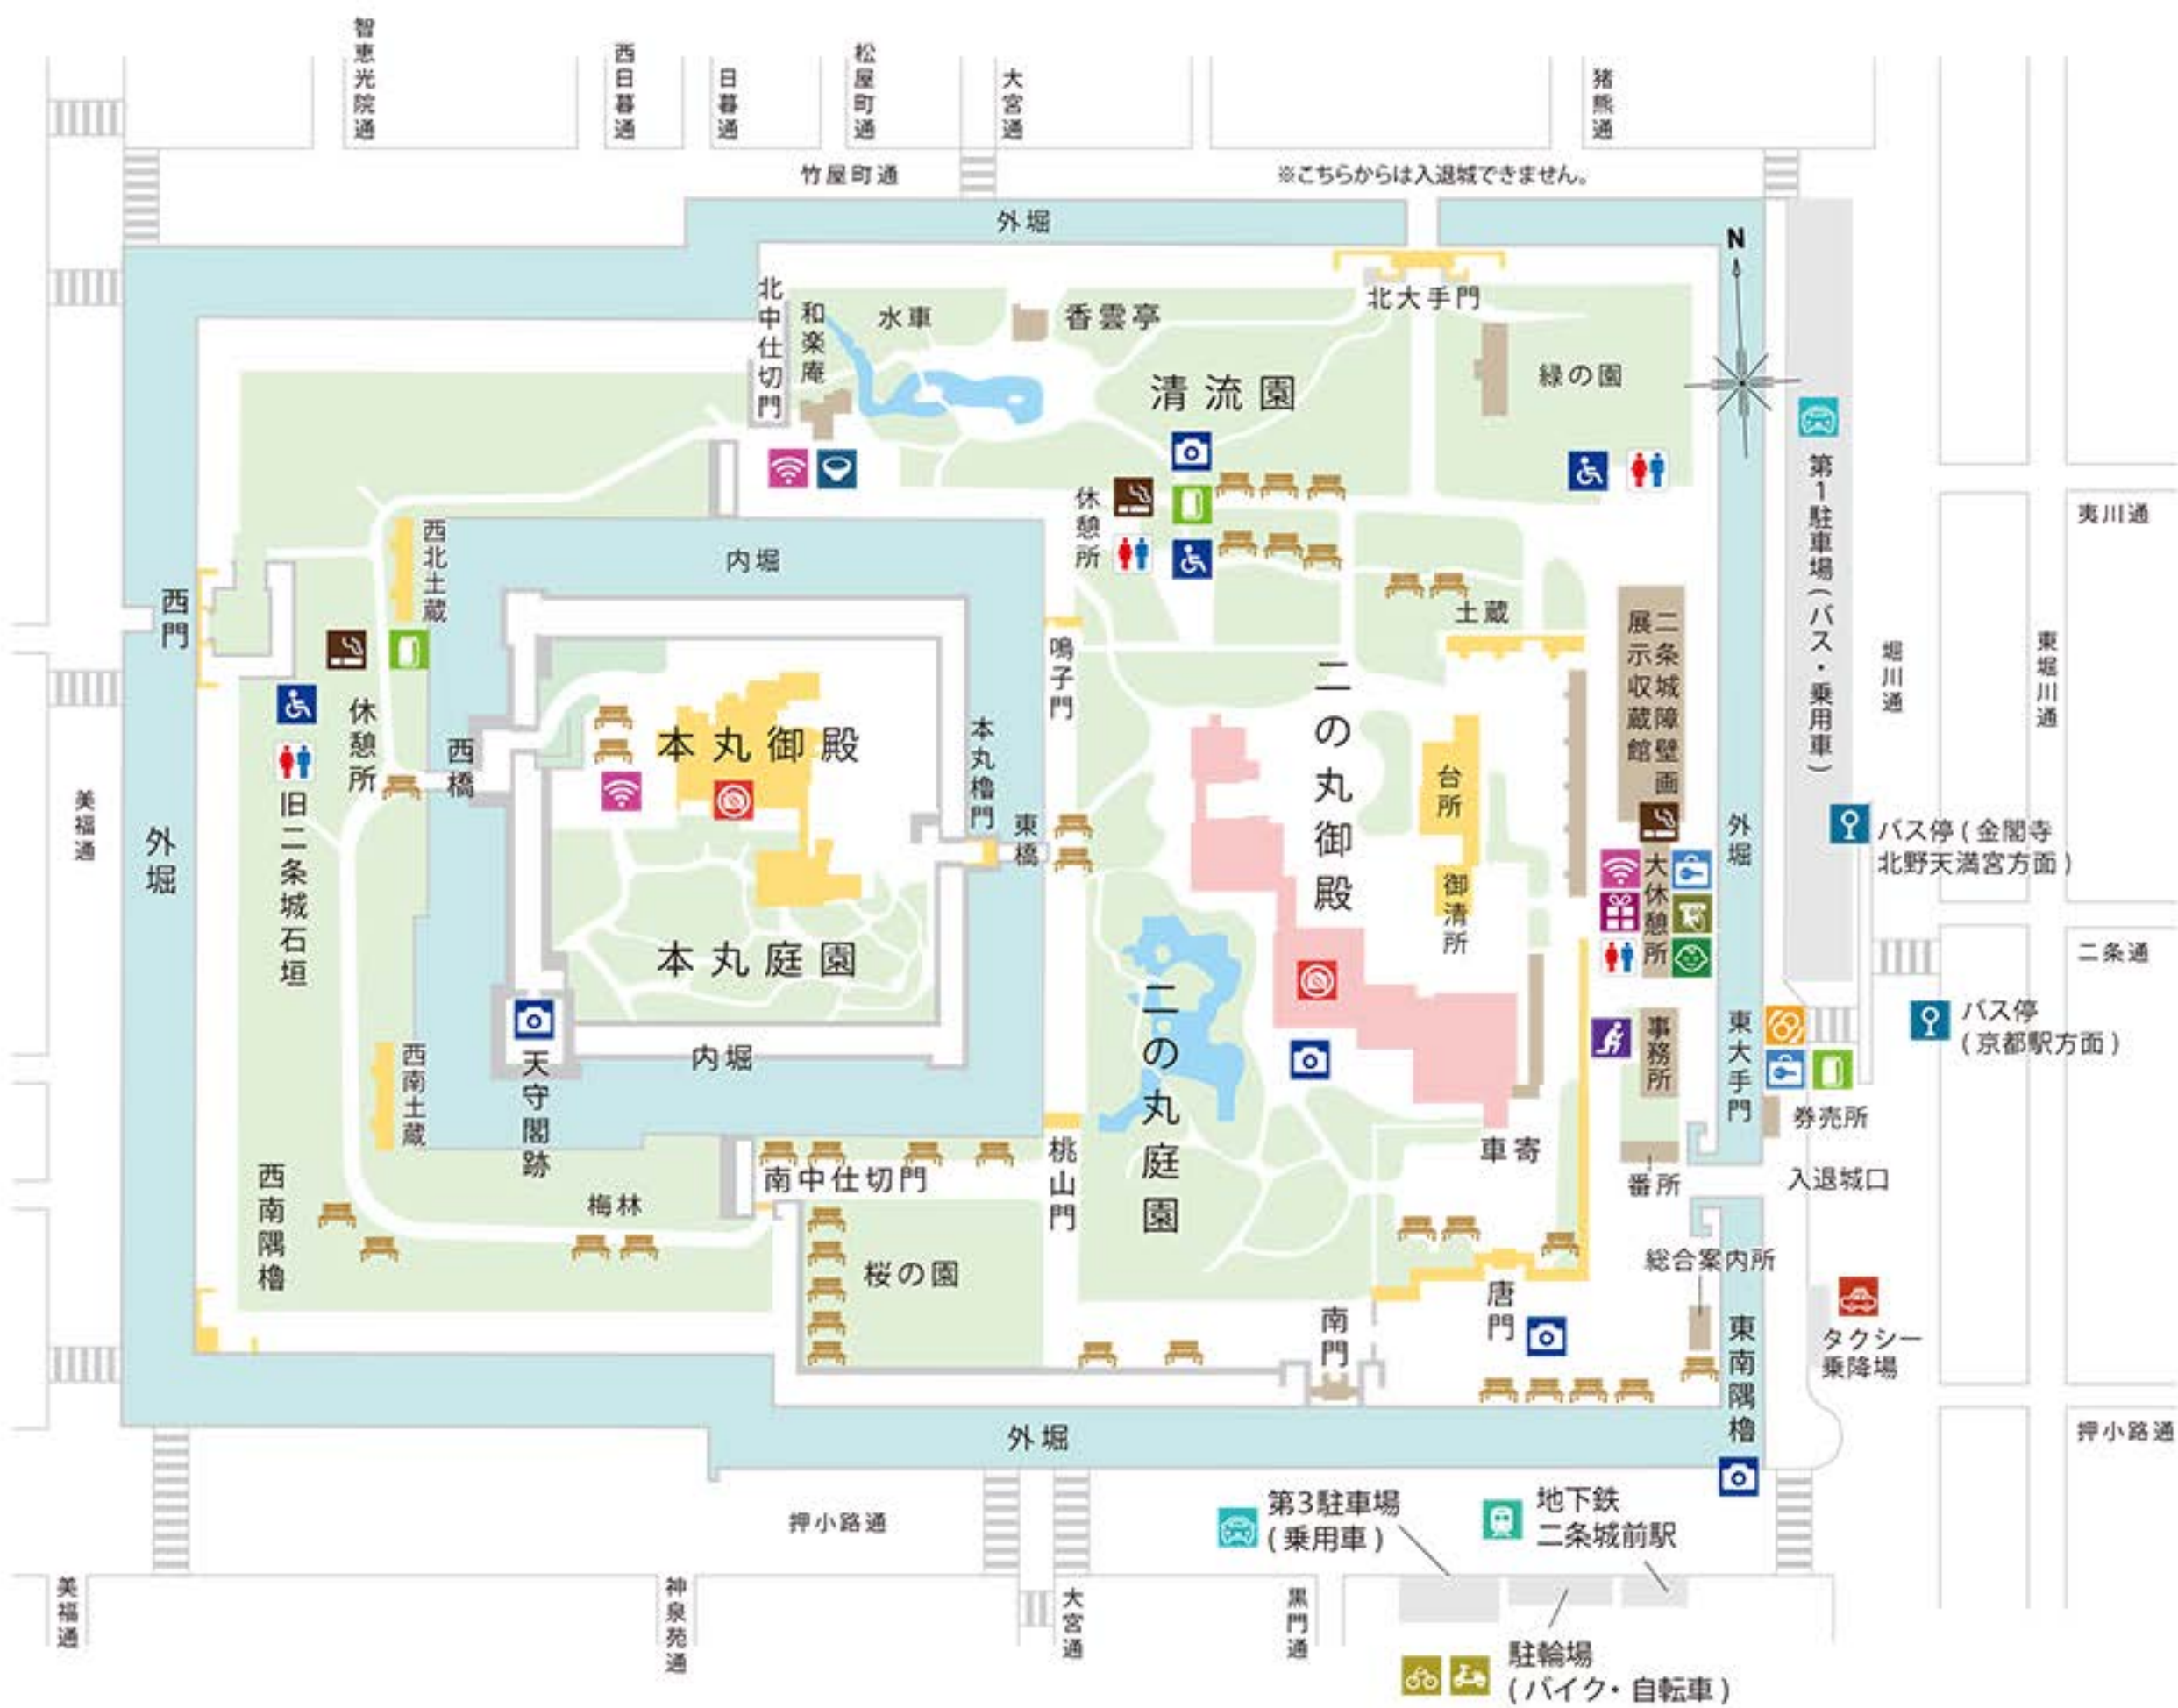 智恵光院通
西日暮通
日暮通
松屋町通
大宮通
猪熊通
竹屋町通
※こちらからは入退城できません。
外堀
N
北中仕切門
和楽庵
水車
香雲亭
北大手門
清流園
緑の園
第1駐車場(バス・乗用車)
夷川通
休憩所
西北土蔵
内堀
西門
土蔵
二条城障壁画
展示収蔵館
堀川通
東堀川通
鳴子門
二の丸御殿
本丸御殿
本丸櫓門
休憩所
西橋
東橋
台所
美福通
外堀
旧二条城石垣
外堀
バス停(金閣寺
北野天満宮方面)
大休憩所
御清所
本丸庭園
二条通
二の丸庭園
バス停
(京都駅方面)
事務所
東大手門
天守閣跡
内堀
西南土蔵
券売所
車寄
桃山門
南中仕切門
番所
入退城口
西南隅櫓
梅林
桜の園
総合案内所
唐門
南門
東南隅櫓
タクシー
乗降場
外堀
押小路通
押小路通
第3駐車場
(乗用車)
地下鉄
二条城前駅
美福通
神泉苑通
大宮通
黒門通
駐輪場
(バイク・自転車)